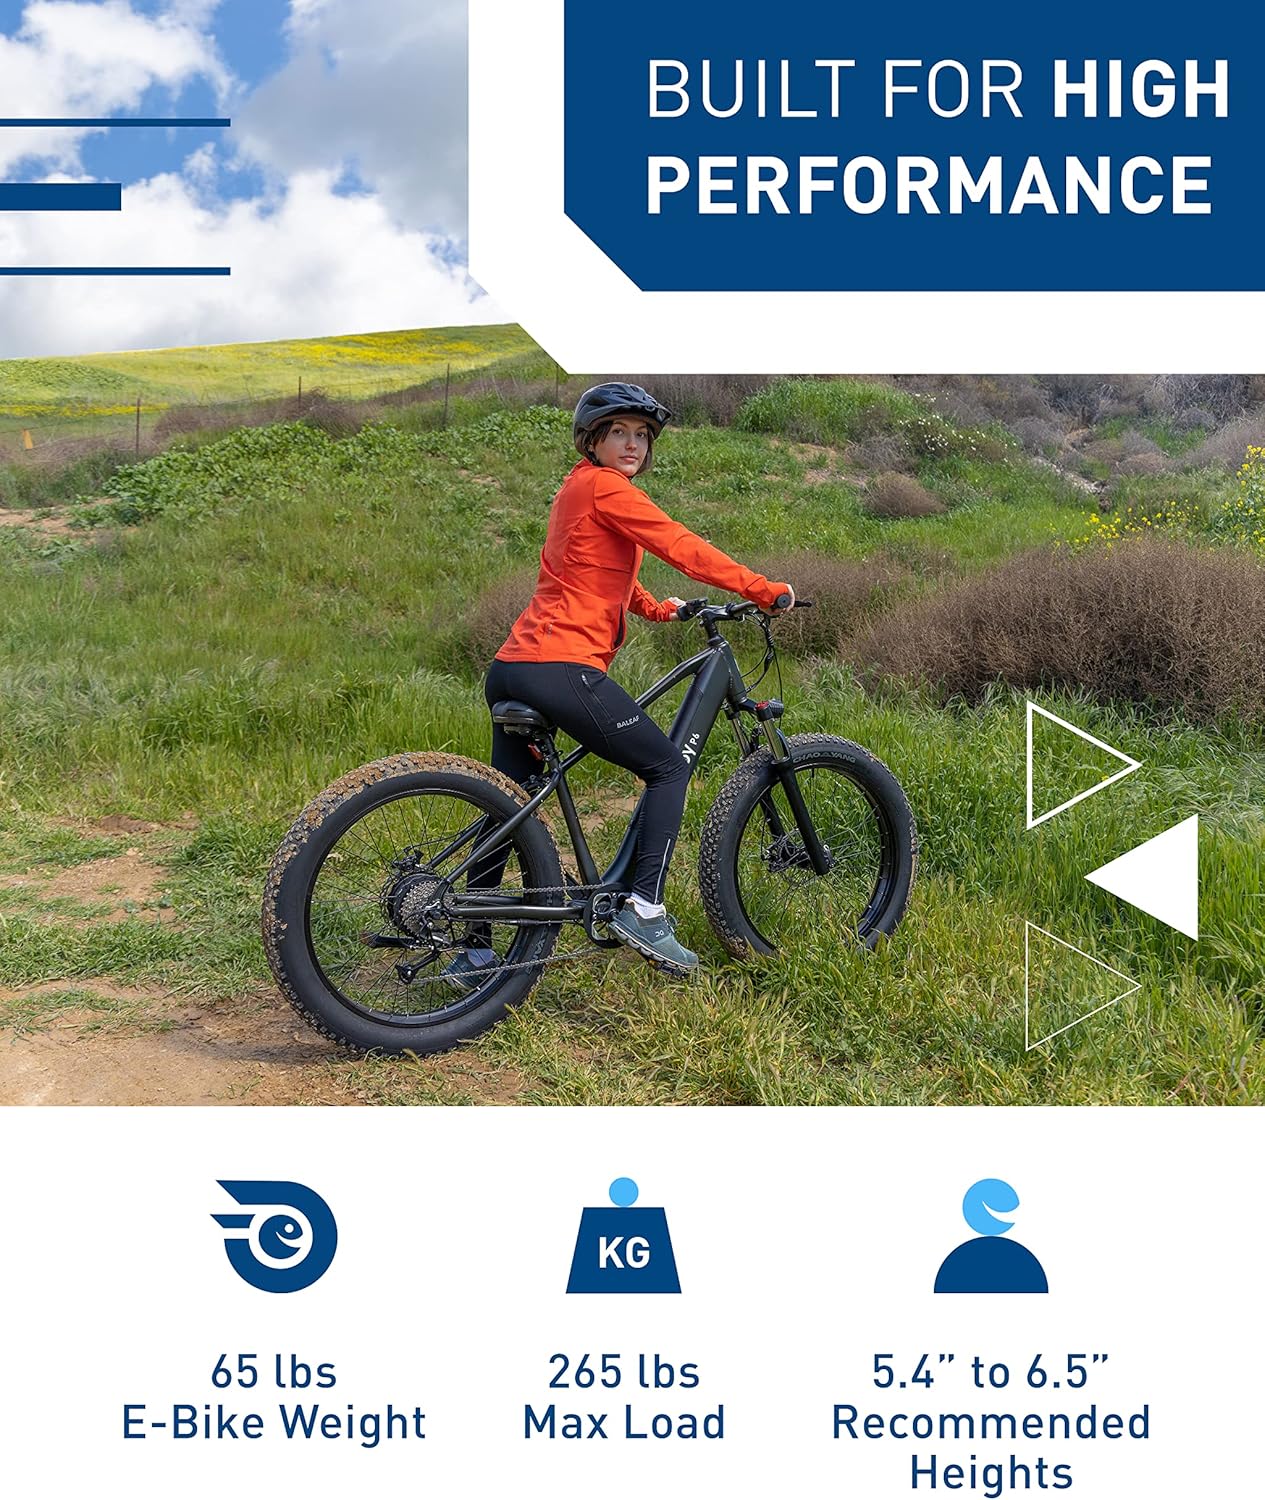 BUILT FOR HIGH
PERFORMANCE
BALEAF
P6
CHAO YANG
KG
65 lbs
E-Bike Weight
265 lbs
Max Load
5.4” to 6.5”
Recommended
Heights